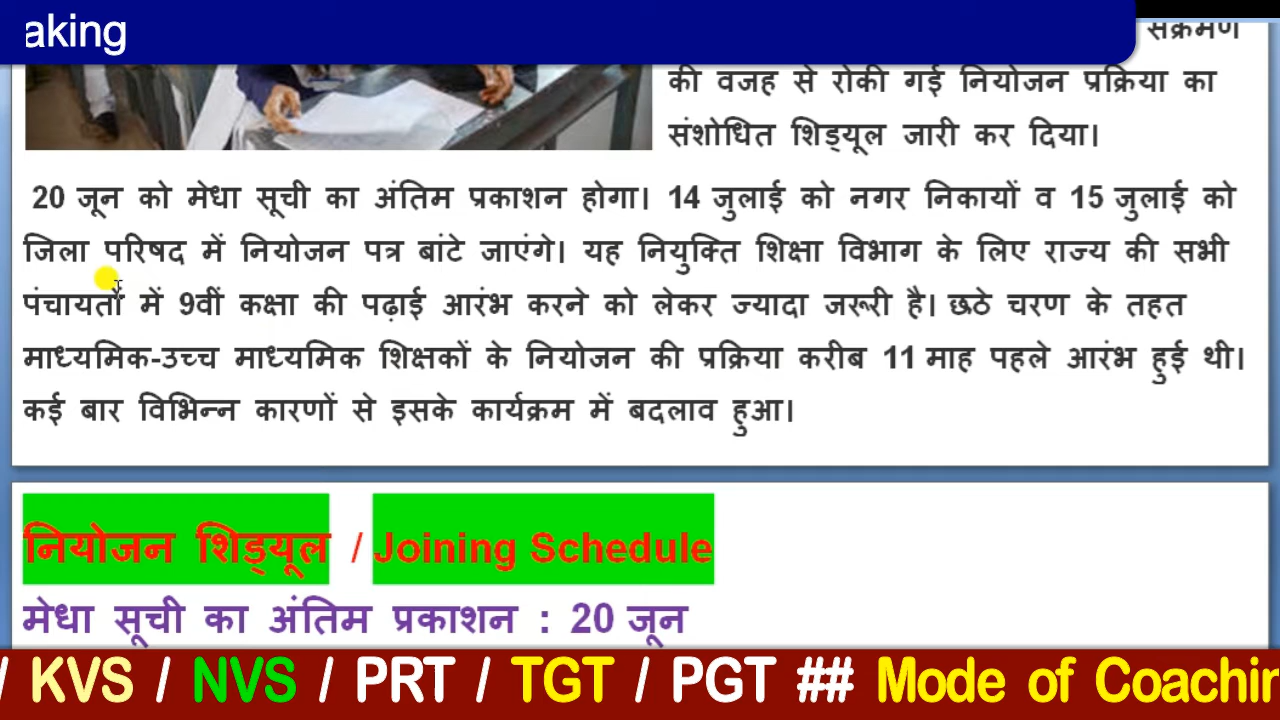 aking
संक्रमण
की वजह से रोकी गई नियोजन प्रक्रिया का
संशोधित शिड्यूल जारी कर दिया।
20 जून को मेधा सूची का अंतिम प्रकाशन होगा। 14 जुलाई को नगर निकायों व 15 जुलाई को
जिला परिषद में नियोजन पत्र बांटे जाएंगे। यह नियुक्ति शिक्षा विभाग के लिए राज्य की सभी
पंचायतों में 9वीं कक्षा की पढ़ाई आरंभ करने को लेकर ज्यादा जरूरी है। छठे चरण के तहत
माध्यमिक-उच्च माध्यमिक शिक्षकों के नियोजन की प्रक्रिया करीब 11 माह पहले आरंभ हुई थी।
कई बार विभिन्न कारणों से इसके कार्यक्रम में बदलाव हुआ।
नियोजन शिड्यूल / Joining Schedule
मेधा सूची का अंतिम प्रकाशन : 20 जून
/ KVS / NVS / PRT / TGT / PGT ## Mode of Coachin